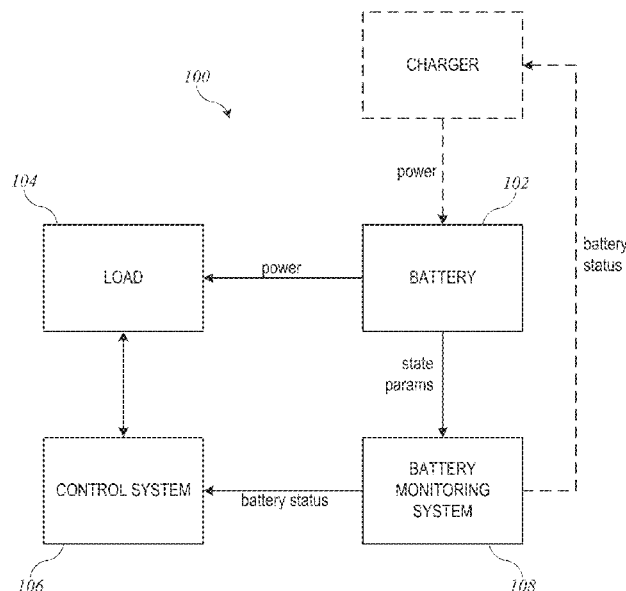 CHARGER
100
power
104
102
battery
status
LOAD
power
BATTERY
state
params
CONTROL SYSTEM
battery status
BATTERY
MONITORING
SYSTEM
106
108